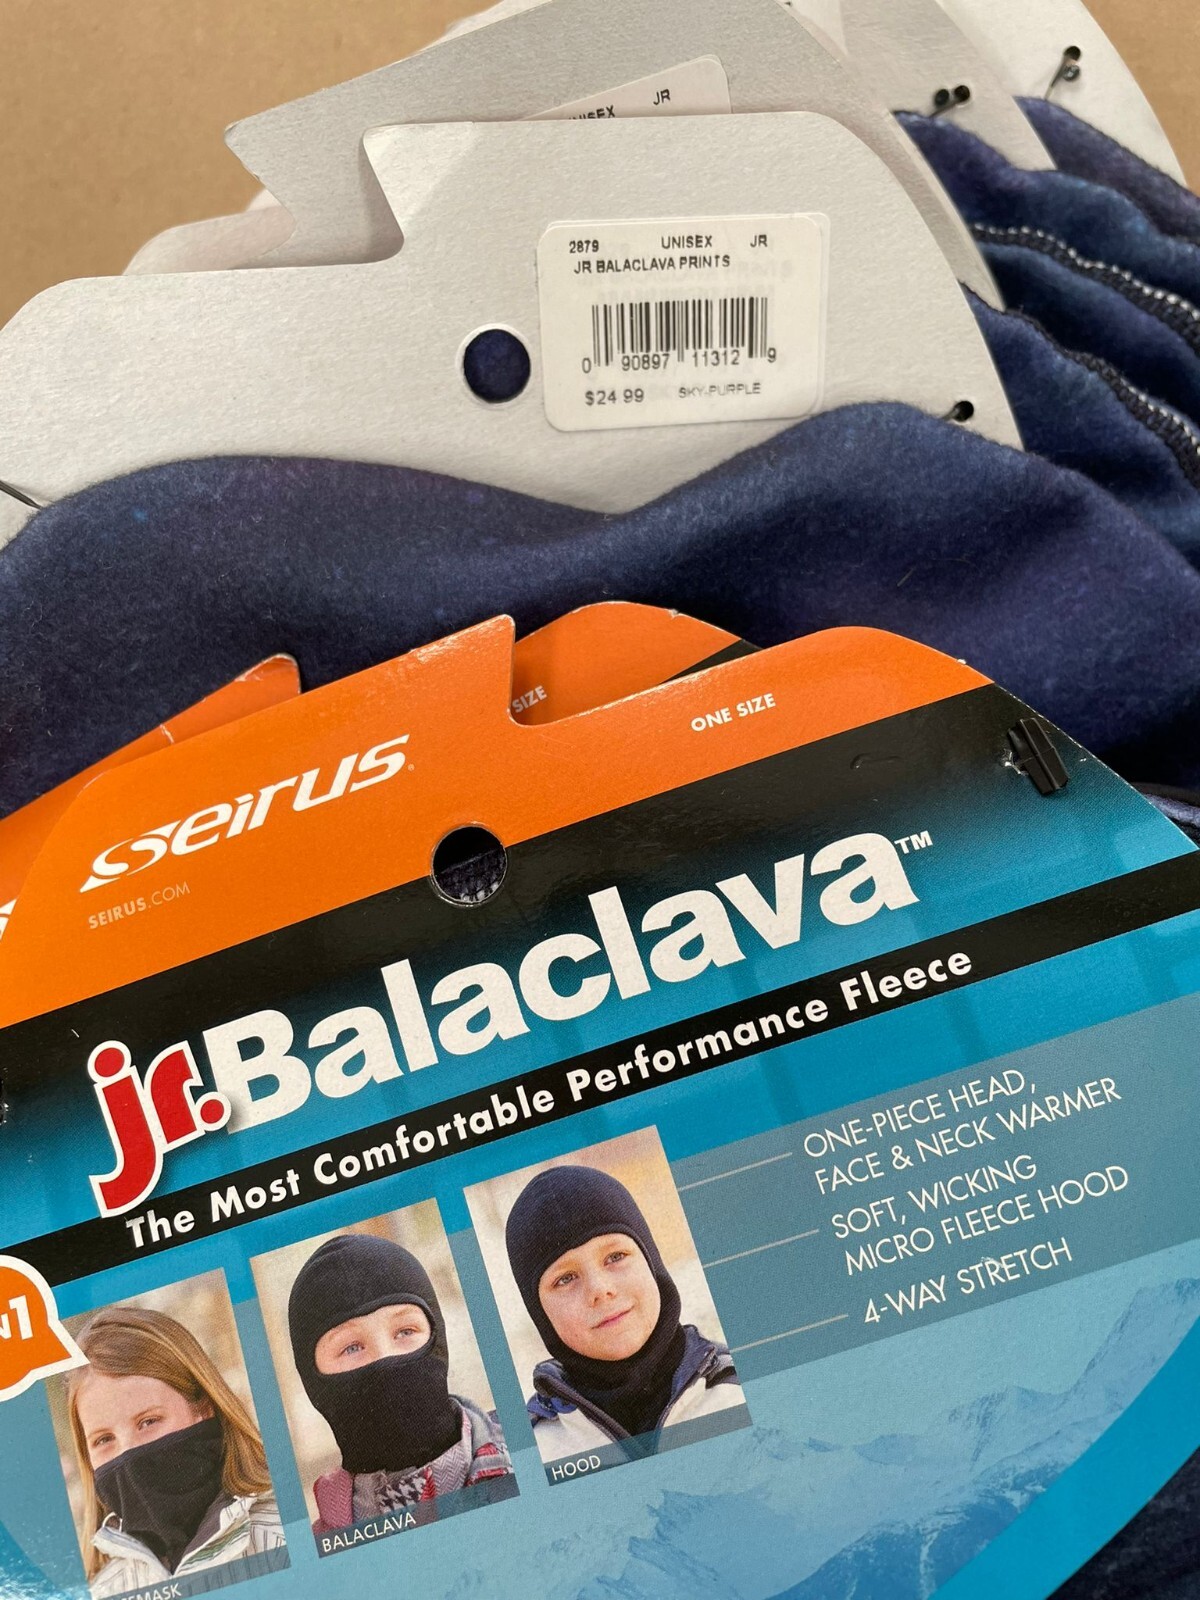 JR
UNISEX JR
2879 UNISEX JR
JR BALACLAVA PRINTS
0 90897 11312 9
$24.99 SKY-PURPLE
SIZE
ONE SIZE
seirus
SEIRUS.COM
jr.Balaclava™
The Most Comfortable Performance Fleece
ONE-PIECE HEAD,
FACE & NECK WARMER
SOFT, WICKING
MICRO FLEECE HOOD
4-WAY STRETCH
HOOD
BALACLAVA